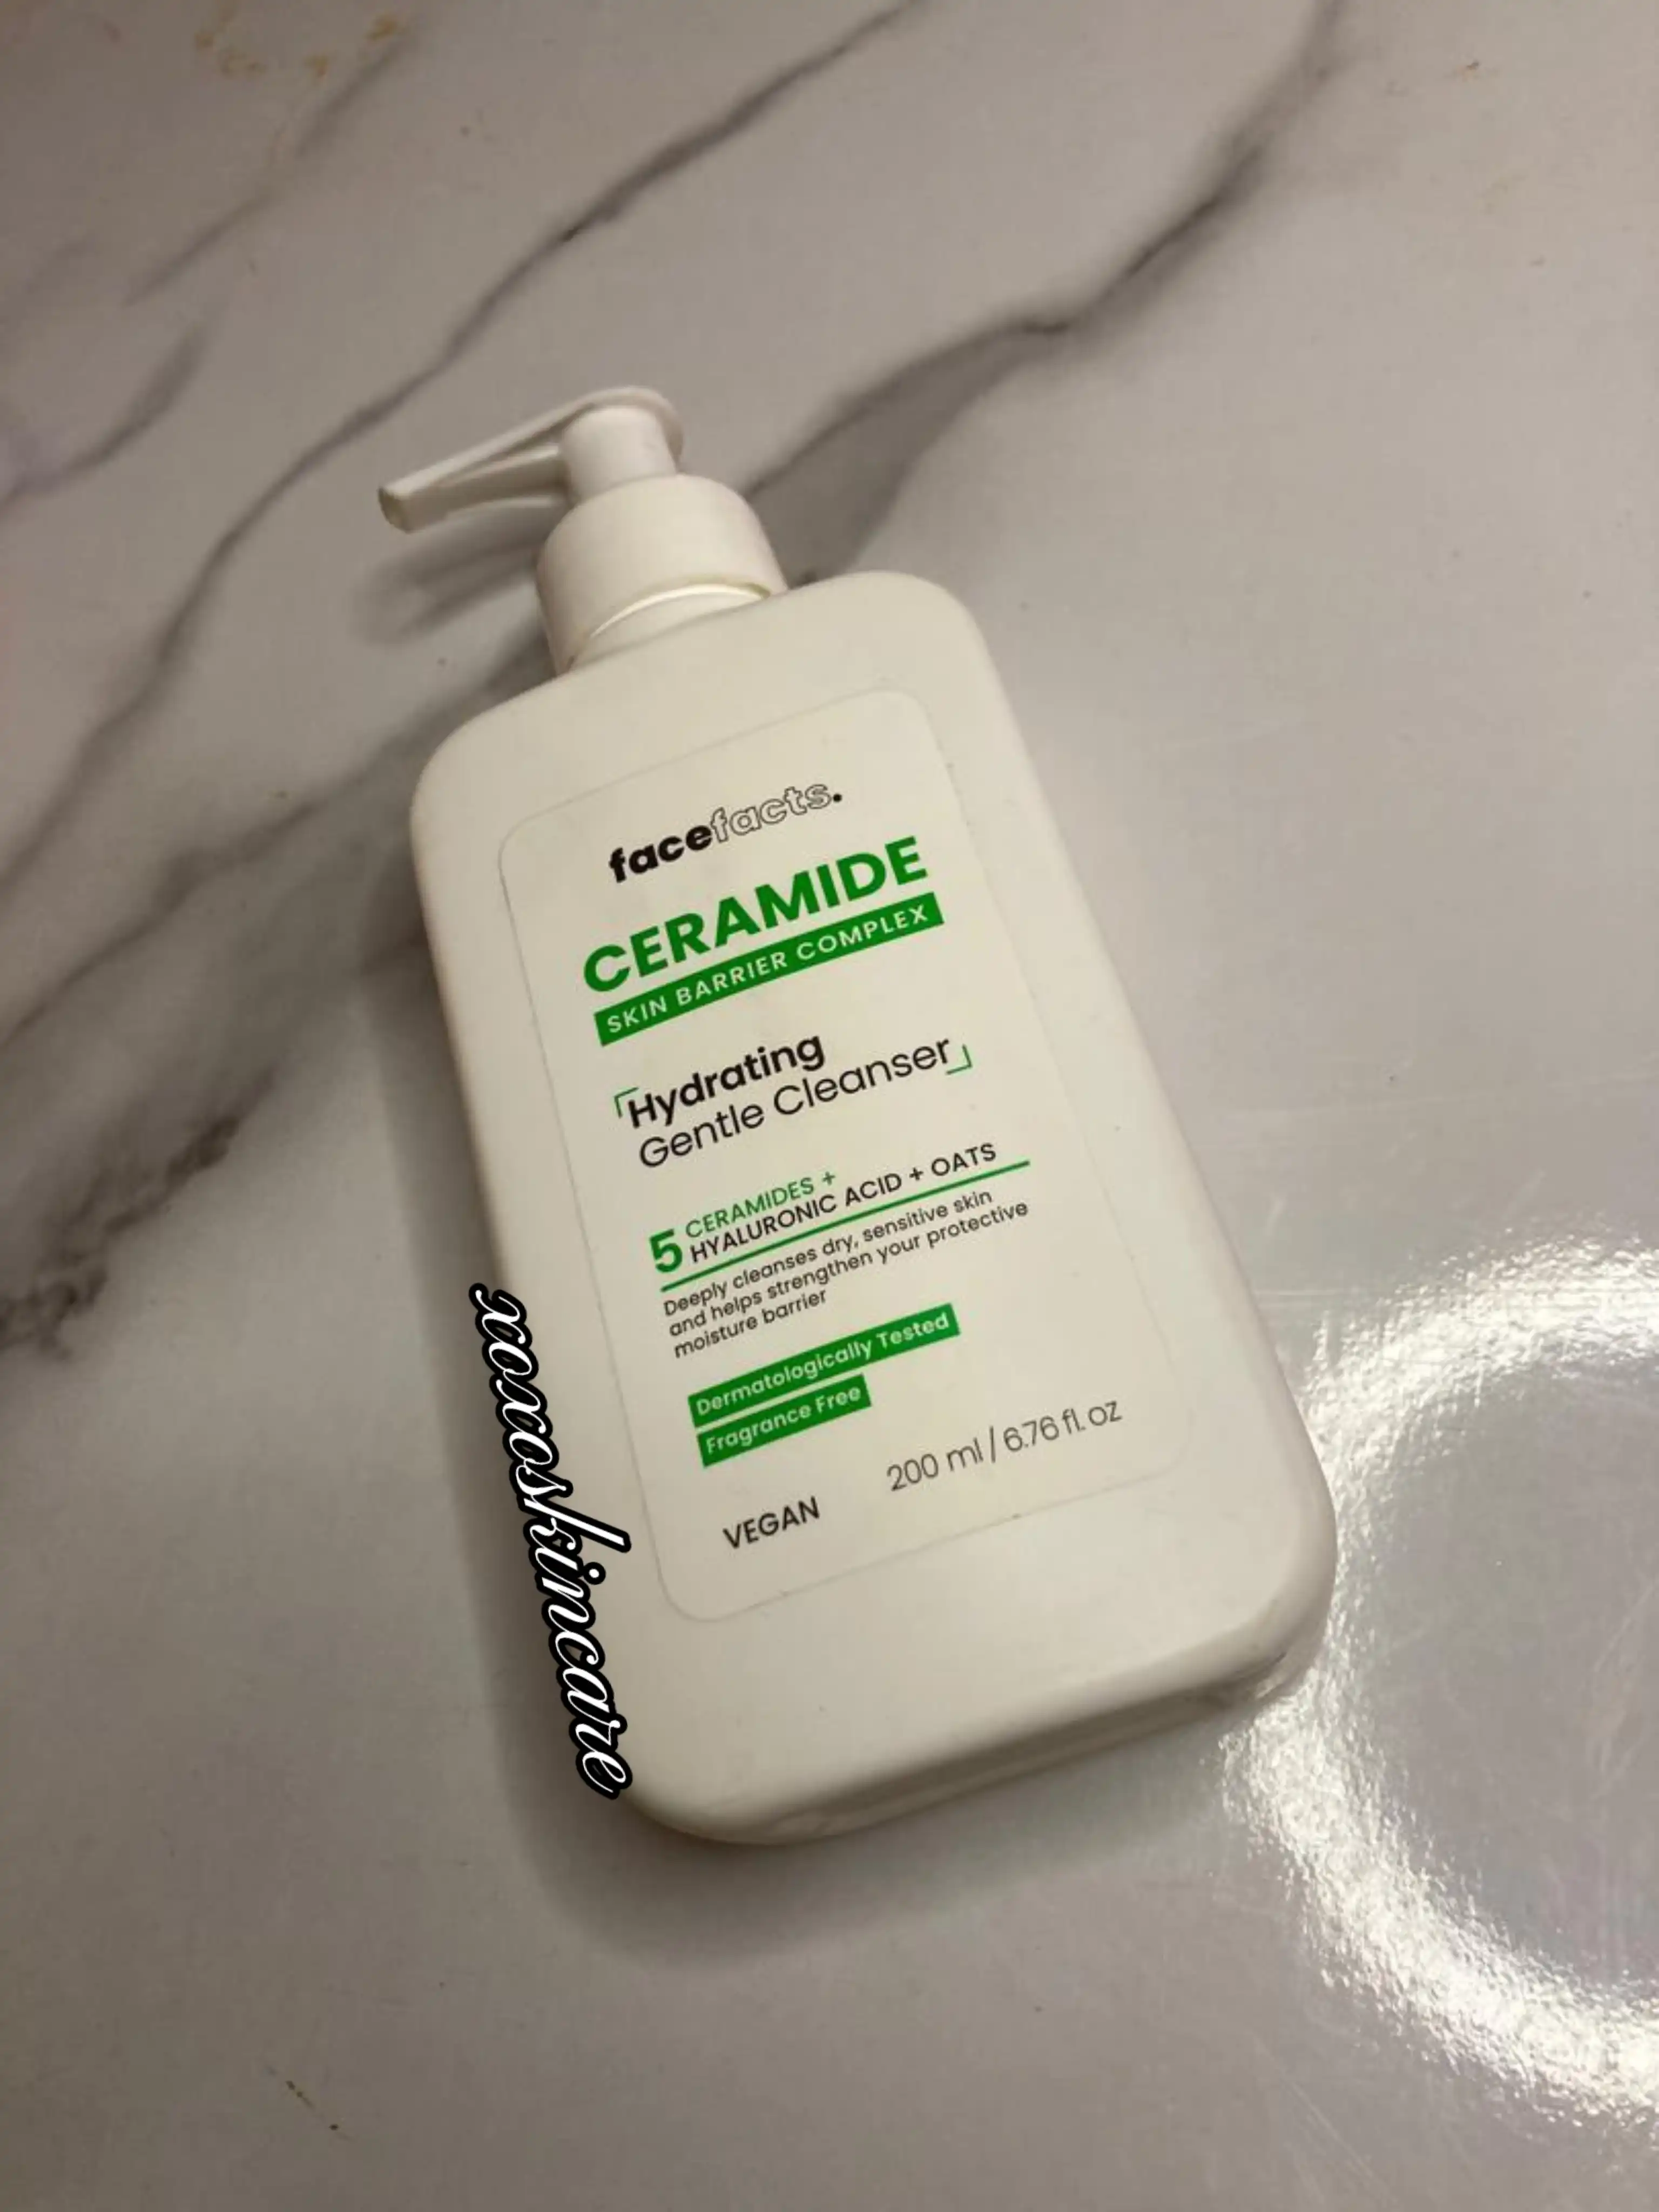 facefacts.
CERAMIDE
SKIN BARRIER COMPLEX
Hydrating
Gentle Cleanser
5 CERAMIDES +
HYALURONIC ACID + OATS
Deeply cleanses dry, sensitive skin
and helps strengthen your protective
moisture barrier
Dermatologically Tested
Fragrance Free
200 ml / 6.76 fl. oz
VEGAN
xoxoskincare